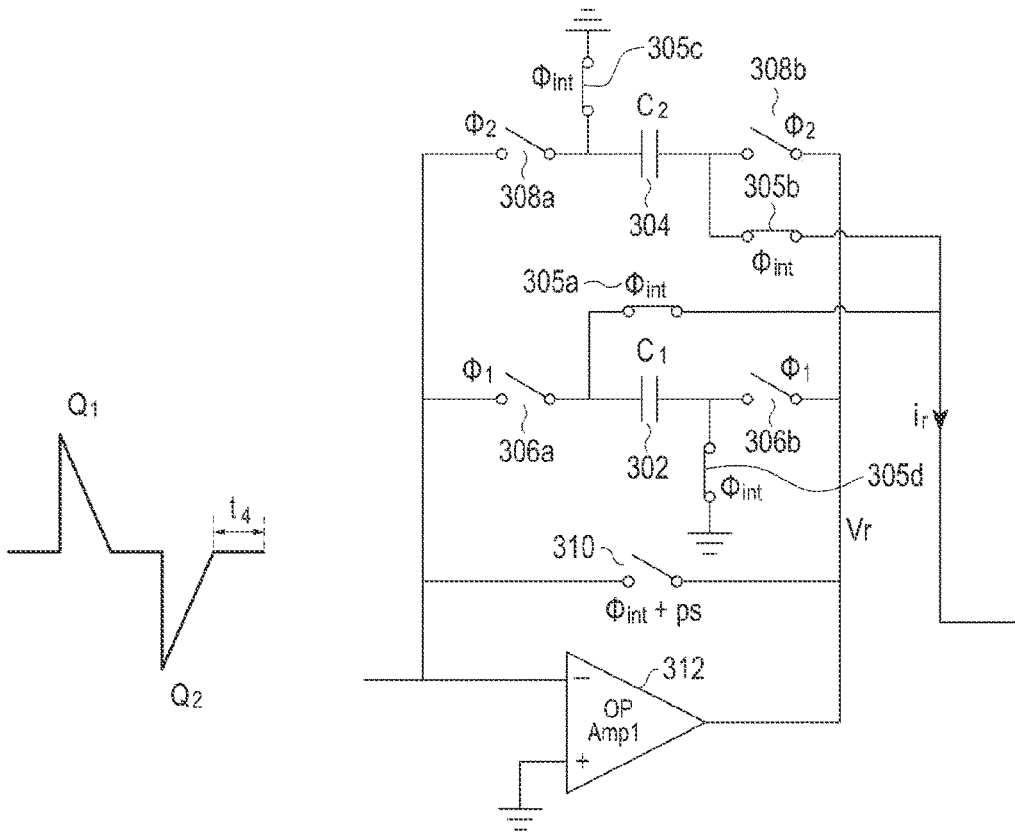 305c
Φint
308b
C2
Φ2
Φ2
308a
304
305b
Φint
305a
Φint
C1
Φ1
Φ1
Q1
306a
302
306b
ir
305d
Φint
t4
Vr
310
Φint + ps
312
Q2
−
OP
Amp1
+